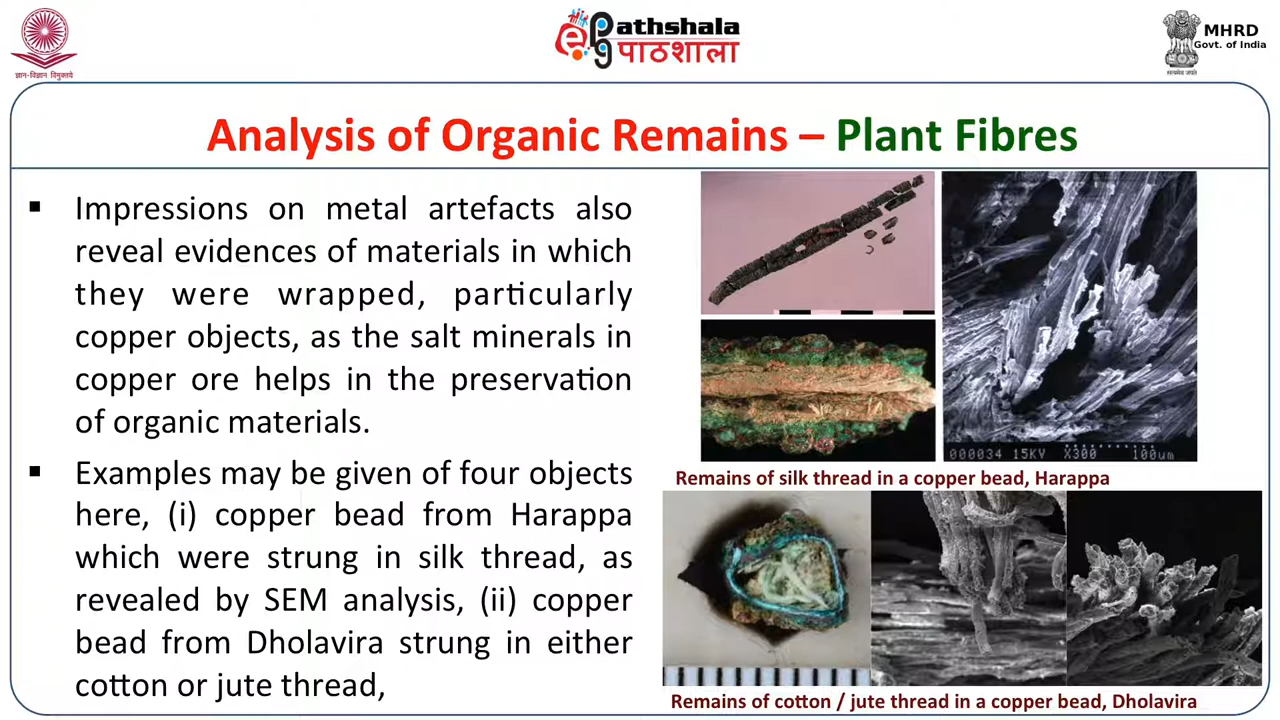 ज्ञान-विज्ञान विमुक्तये
ePg Pathshala
पाठशाला
सत्यमेव जयते
MHRD
Govt. of India
Analysis of Organic Remains – Plant Fibres
▪ Impressions on metal artefacts also
reveal evidences of materials in which
they were wrapped, particularly
copper objects, as the salt minerals in
copper ore helps in the preservation
of organic materials.
▪ Examples may be given of four objects
here, (i) copper bead from Harappa
which were strung in silk thread, as
revealed by SEM analysis, (ii) copper
bead from Dholavira strung in either
cotton or jute thread,
000034 15KV X300 100um
Remains of silk thread in a copper bead, Harappa
Remains of cotton / jute thread in a copper bead, Dholavira